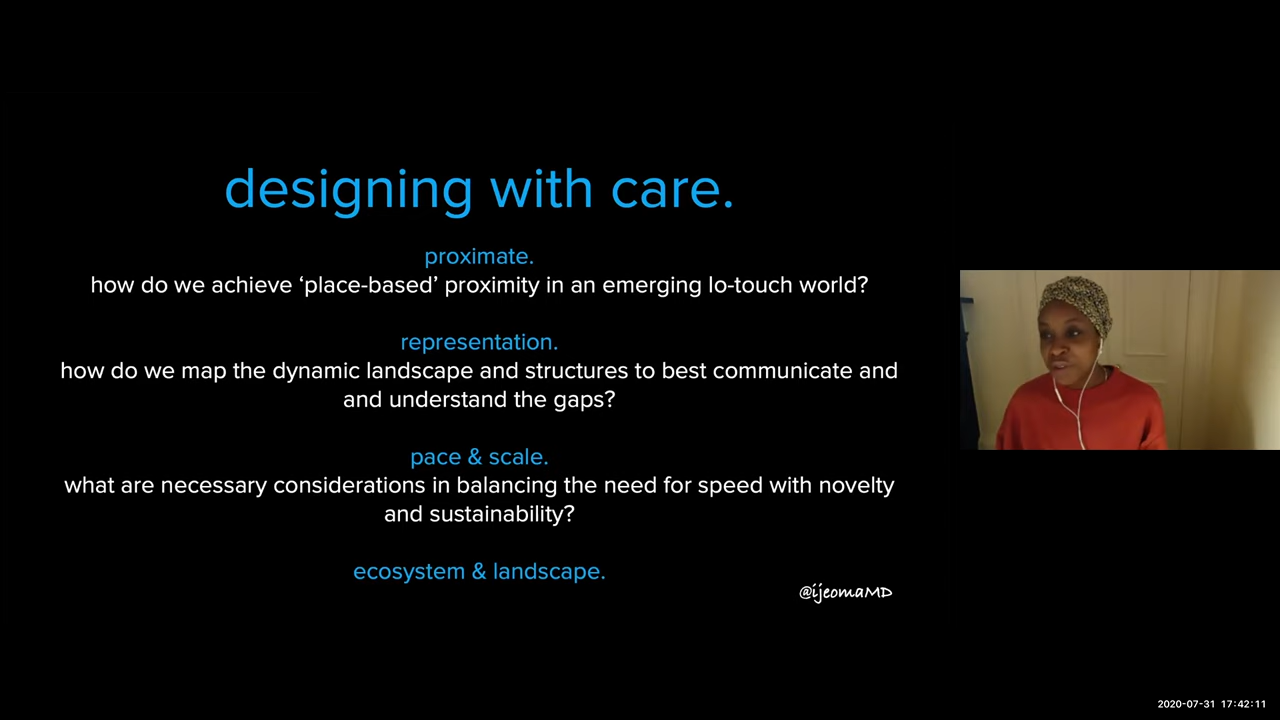 designing with care.
proximate.
how do we achieve ‘place-based’ proximity in an emerging lo-touch world?
representation.
how do we map the dynamic landscape and structures to best communicate and
and understand the gaps?
pace & scale.
what are necessary considerations in balancing the need for speed with novelty
and sustainability?
ecosystem & landscape.
@ijeomaMD
2020-07-31 17:42:11